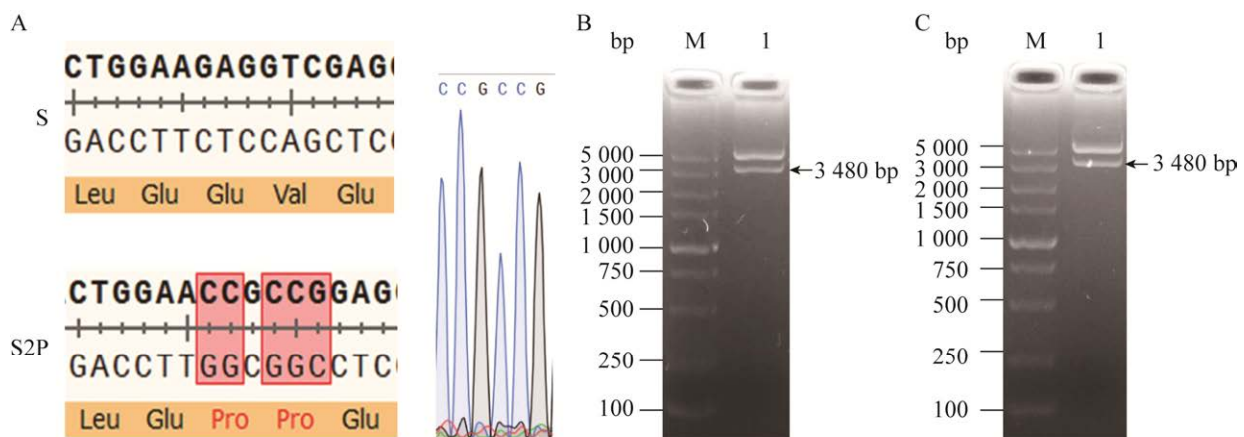 A
S
CTGGAAGAGGTCGAG
GACCTTCTCCAGCTC
Leu Glu Glu Val Glu
S2P
CTGGAACCGCCGGAG
GACCTTGGCGGCCTC
Leu Glu Pro Pro Glu
C C G C C G
B
bp M 1
5 000
3 000
2 000
1 500
1 000
750
500
250
100
3 480 bp
C
bp M 1
5 000
3 000
2 000
1 500
1 000
750
500
250
100
3 480 bp